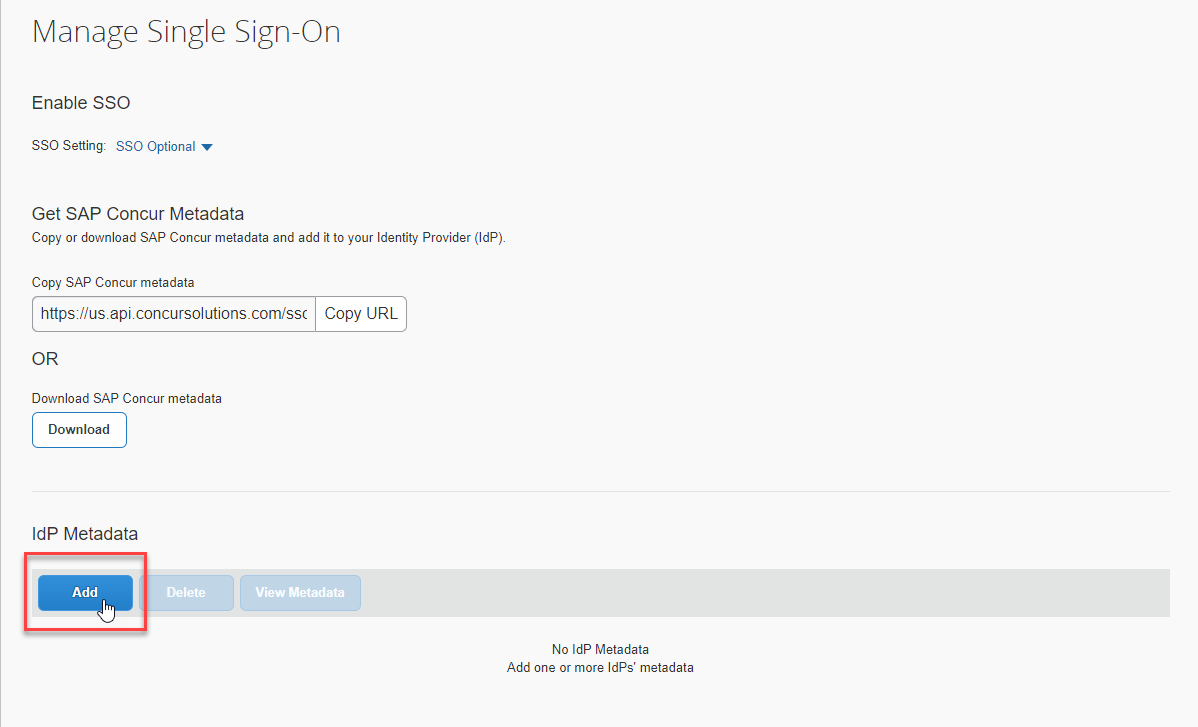 Manage Single Sign-On
Enable SSO
SSO Setting: SSO Optional
Get SAP Concur Metadata
Copy or download SAP Concur metadata and add it to your Identity Provider (IdP).
Copy SAP Concur metadata
https://us.api.concursolutions.com/sso Copy URL
OR
Download SAP Concur metadata
Download
IdP Metadata
Add Delete View Metadata
No IdP Metadata
Add one or more IdPs' metadata